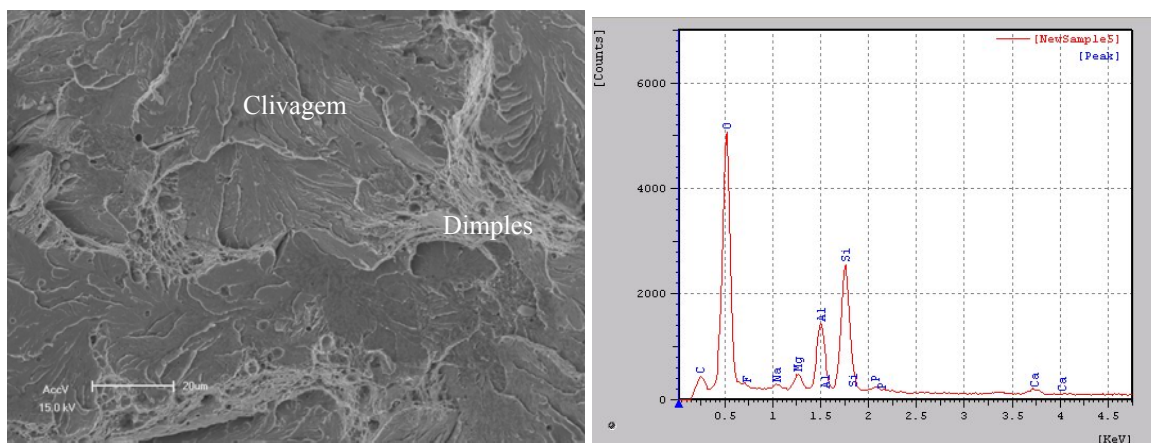 Clivagem
Dimples
AccV
20um
15.0 kV
[NewSample5]
[Peak]
[Counts]
6000
4000
2000
0
O
Si
Al
C
F
Na
Mg
Al
Si
P
P
Ca
Ca
0.5
1
1.5
2
2.5
3
3.5
4
4.5
[KeV]